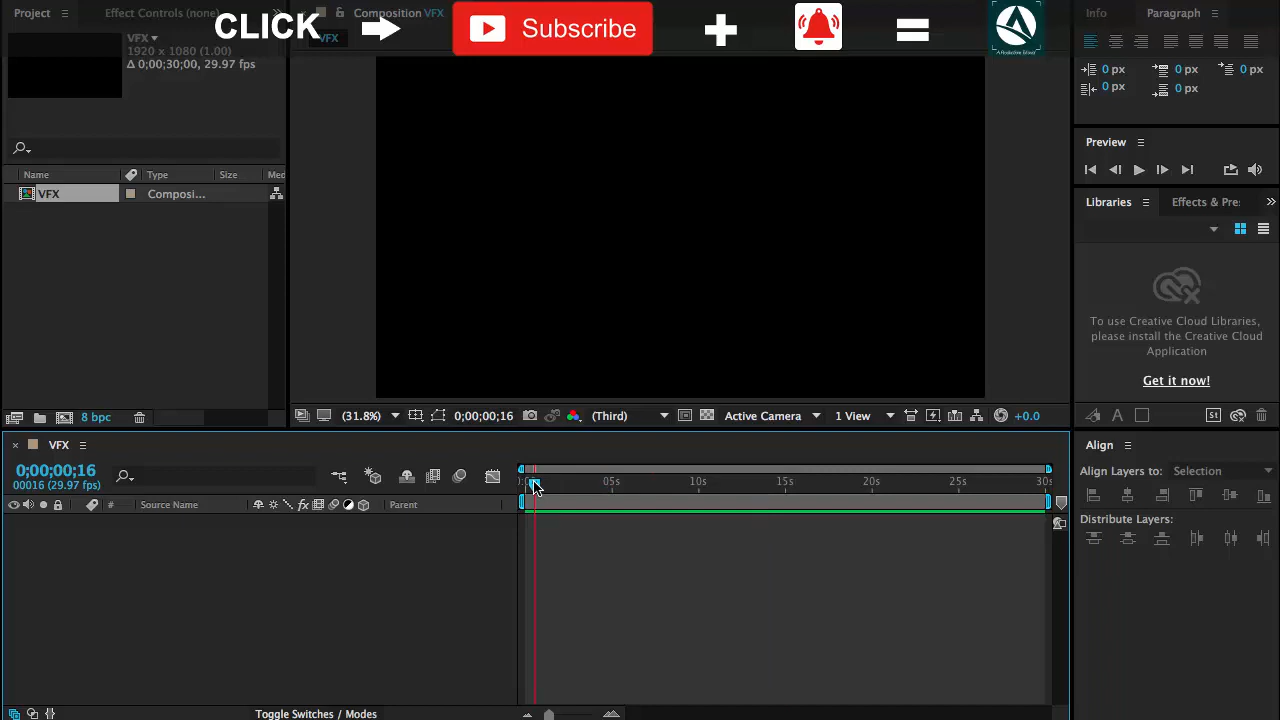 CLICK Subscribe
A Productive Editor
Project Effect Controls (none) Composition VFX Info Paragraph
VFX
VFX▾
1920 x 1080 (1.00)
Δ 0;00;30;00, 29.97 fps
0 px 0 px 0 px
0 px 0 px
Preview
Libraries Effects & Pre:
Name Type Size Med
VFX Composi...
To use Creative Cloud Libraries,
please install the Creative Cloud
Application
Get it now!
8 bpc (31.8%) 0;00;00;16 (Third) Active Camera 1 View +0.0
VFX
Align
0;00;00;16
00016 (29.97 fps)
Align Layers to: Selection
05s 10s 15s 20s 25s 30s
# Source Name Parent
Distribute Layers:
Toggle Switches / Modes